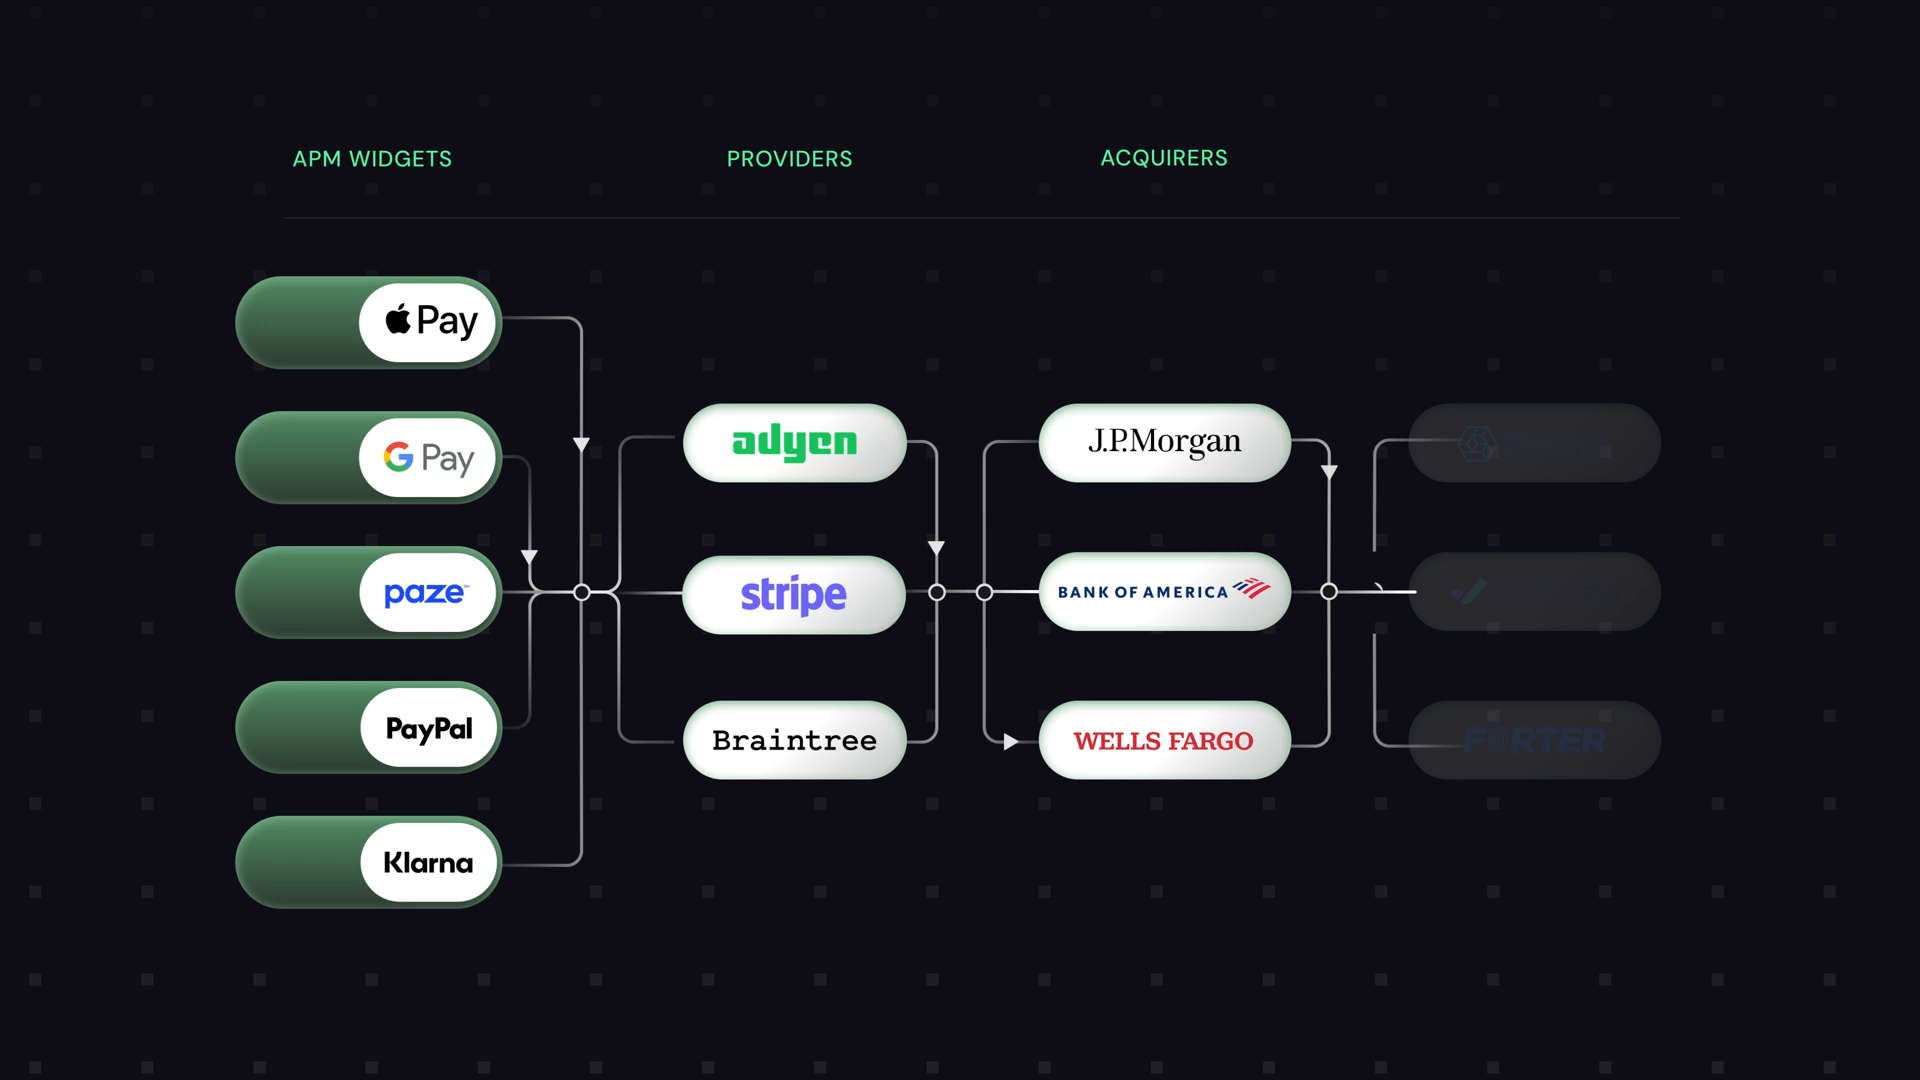 APM WIDGETS
PROVIDERS
ACQUIRERS
Pay
G Pay
paze
PayPal
Klarna
adyen
stripe
Braintree
J.P.Morgan
BANK OF AMERICA
WELLS FARGO
FORTER